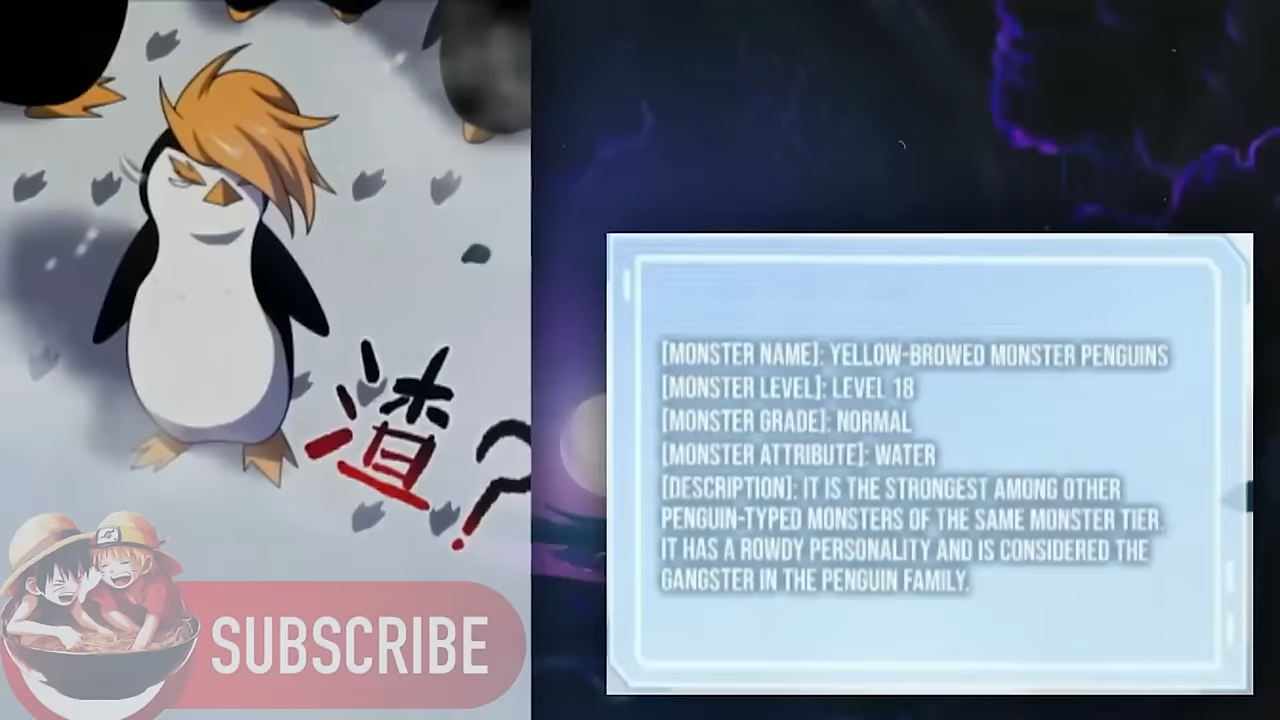 渣?
SUBSCRIBE
[MONSTER NAME]: YELLOW-BROWED MONSTER PENGUINS
[MONSTER LEVEL]: LEVEL 18
[MONSTER GRADE]: NORMAL
[MONSTER ATTRIBUTE]: WATER
[DESCRIPTION]: IT IS THE STRONGEST AMONG OTHER
PENGUIN-TYPED MONSTERS OF THE SAME MONSTER TIER.
IT HAS A ROWDY PERSONALITY AND IS CONSIDERED THE
GANGSTER IN THE PENGUIN FAMILY.